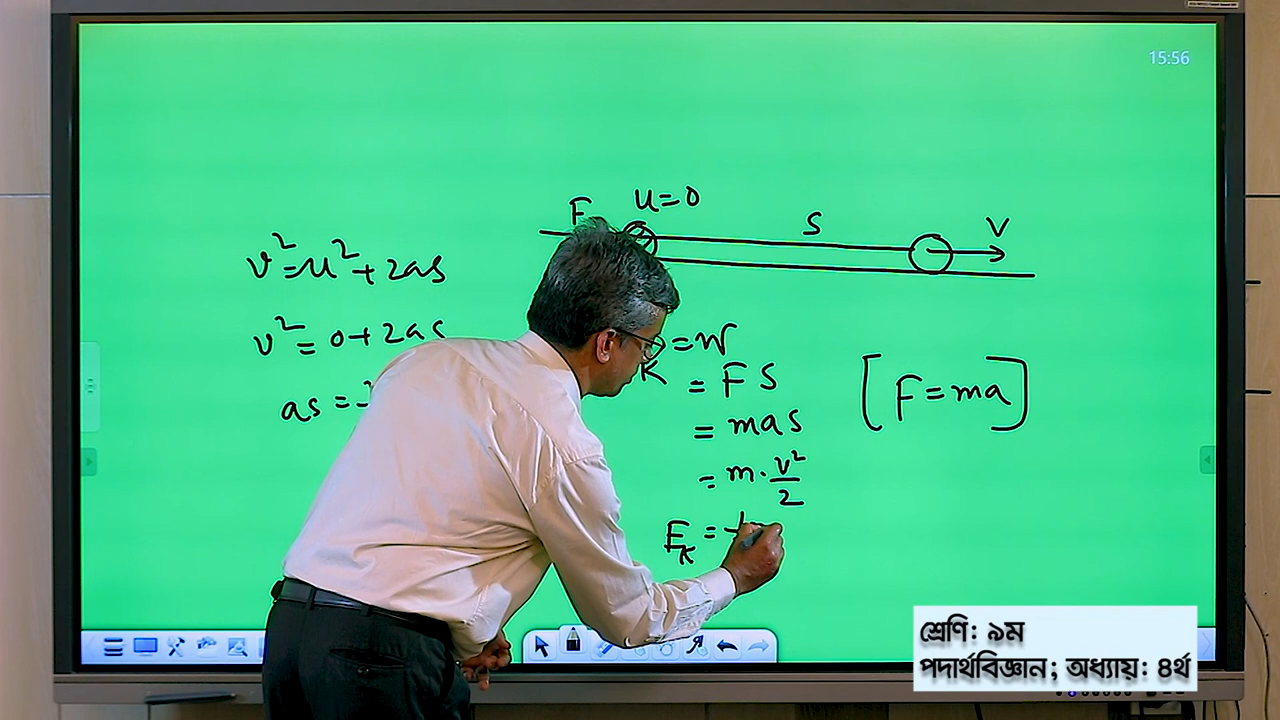 15:56
F u=0 S v
v²=u²+2as
v²=0+2as
as=
K =W
= FS
= mas
= m·v²/2
E_K =
[F=ma]
শ্রেণি: ৯ম
পদার্থবিজ্ঞান; অধ্যায়: ৪র্থ